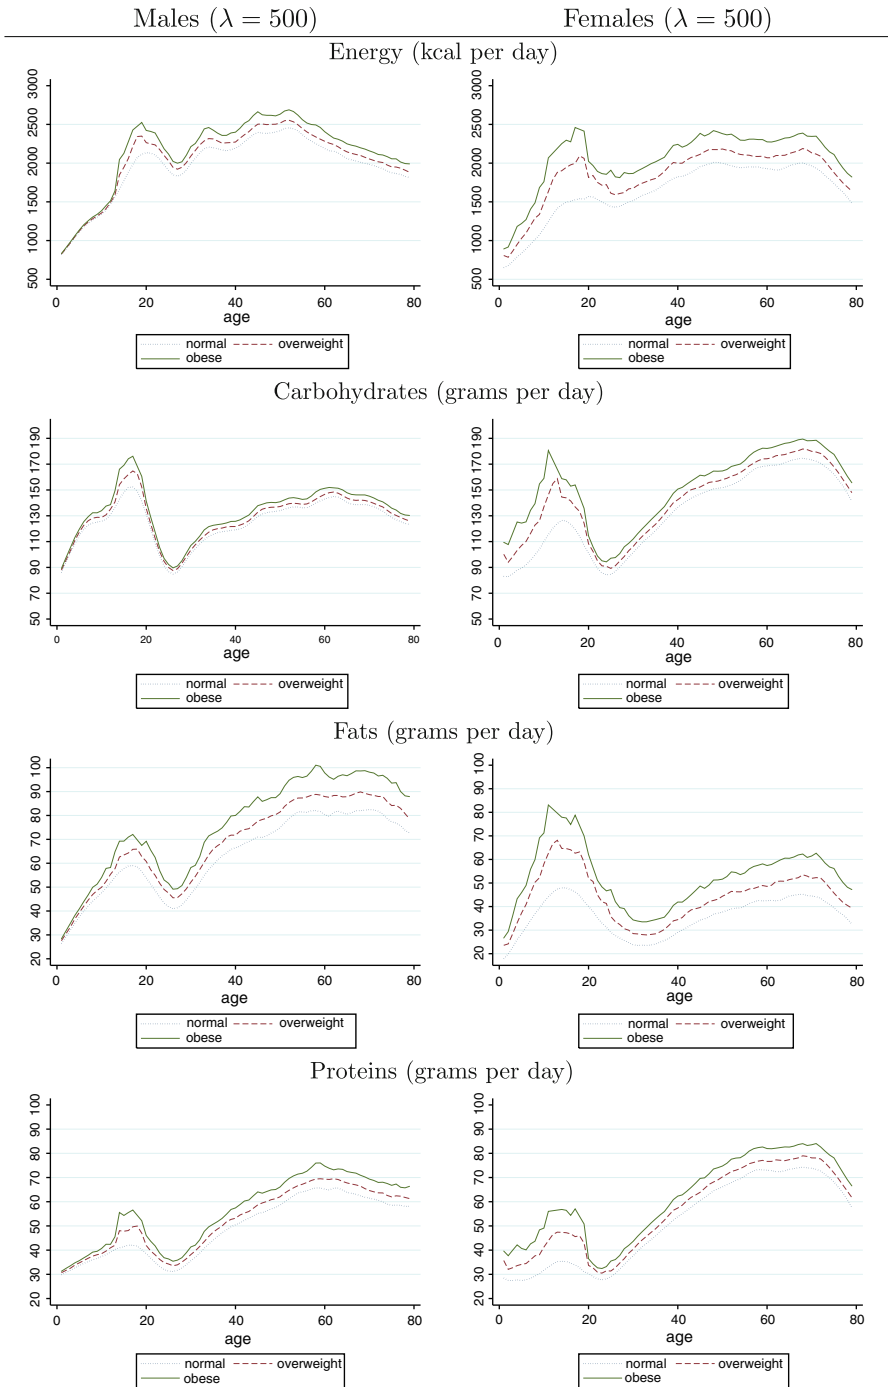 Males (λ = 500) Females (λ = 500)
Energy (kcal per day)
500 1000 1500 2000 2500 3000
0 20 40 60 80
age
normal overweight
obese
500 1000 1500 2000 2500 3000
0 20 40 60 80
age
normal overweight
obese
Carbohydrates (grams per day)
50 70 90 110 130 150 170 190
0 20 40 60 80
age
normal overweight
obese
50 70 90 110 130 150 170 190
0 20 40 60 80
age
normal overweight
obese
Fats (grams per day)
20 30 40 50 60 70 80 90 100
0 20 40 60 80
age
normal overweight
obese
20 30 40 50 60 70 80 90 100
0 20 40 60 80
age
normal overweight
obese
Proteins (grams per day)
20 30 40 50 60 70 80 90 100
0 20 40 60 80
age
normal overweight
obese
20 30 40 50 60 70 80 90 100
0 20 40 60 80
age
normal overweight
obese